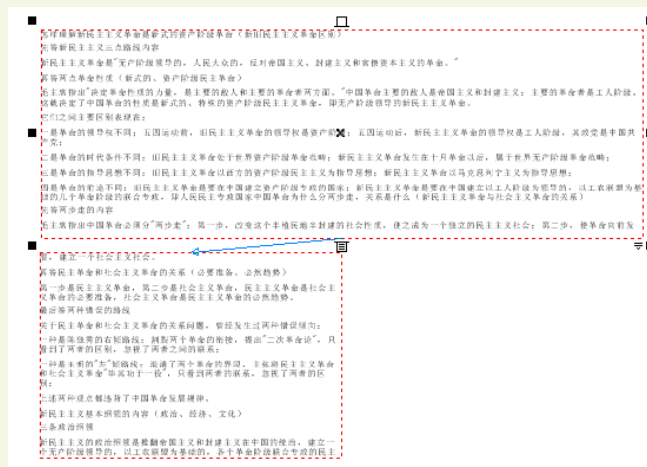 怎样理解新民主主义革命是新式的资产阶级革命(新旧民主主义革命区别)
先答新民主主义三点路线内容
新民主主义革命是"无产阶级领导的,人民大众的,反对帝国主义、封建主义和官僚资本主义的革命。"
再答两点革命性质(新式的、资产阶级民主革命)
毛主席指出"决定革命性质的力量,是主要的敌人和主要的革命者两方面。"中国革命主要的敌人是帝国主义和封建主义;主要的革命者是工人阶级。
这就决定了中国革命的性质是新式的、特殊的资产阶级民主主义革命,即无产阶级领导的新民主主义革命。
它们之间主要区别表现在:
一是革命的领导权不同:五四运动前,旧民主主义革命的领导权是资产阶级;五四运动后,新民主主义革命的领导权是工人阶级,其政党是中国共
产党;
二是革命的时代条件不同:旧民主主义革命处于世界资产阶级革命范畴;新民主主义革命发生在十月革命以后,属于世界无产阶级革命范畴;
三是革命的指导思想不同:旧民主主义革命以西方的资产阶级民主主义为指导思想;新民主主义革命以马克思列宁主义为指导思想;
四是革命的前途不同:旧民主主义革命是要在中国建立资产阶级专政的国家;新民主主义革命是要在中国建立以工人阶级为领导的,以工农联盟为基
础的几个革命阶级的联合专政,即人民民主专政国家中国革命为什么分两步走,关系是什么(新民主主义革命与社会主义革命的关系)
先答两步走的内容
毛主席指出中国革命必须分"两步走":第一步,改变这个半殖民地半封建的社会性质,使之成为一个独立的民主主义社会;第二步,使革命向前发
着,建立一个社会主义社会。
再答民主革命和社会主义革命的关系(必要准备、必然趋势)
第一步是民主主义革命,第二步是社会主义革命,民主主义革命是社会主
义革命的必要准备,社会主义革命是民主主义革命的必然趋势。
最后答两种错误的路线
关于民主革命和社会主义革命的关系问题,曾经发生过两种错误倾向:
一种是陈独秀的右倾路线:割裂两个革命的衔接,提出"二次革命论",只
看到了两者的区别,忽视了两者之间的联系;
一种是王明的"左"倾路线:混淆了两个革命的界限,主张将民主主义革命
和社会主义革命"毕其功于一役",只看到两者的联系,忽视了两者的区
别;
上述两种观点都违背了中国革命发展规律。
新民主主义基本纲领的内容(政治、经济、文化)
三条政治纲领
新民主主义的政治纲领是推翻帝国主义和封建主义在中国的统治,建立一
个无产阶级领导的,以工农联盟为基础的,各个革命阶级联合专政的民主